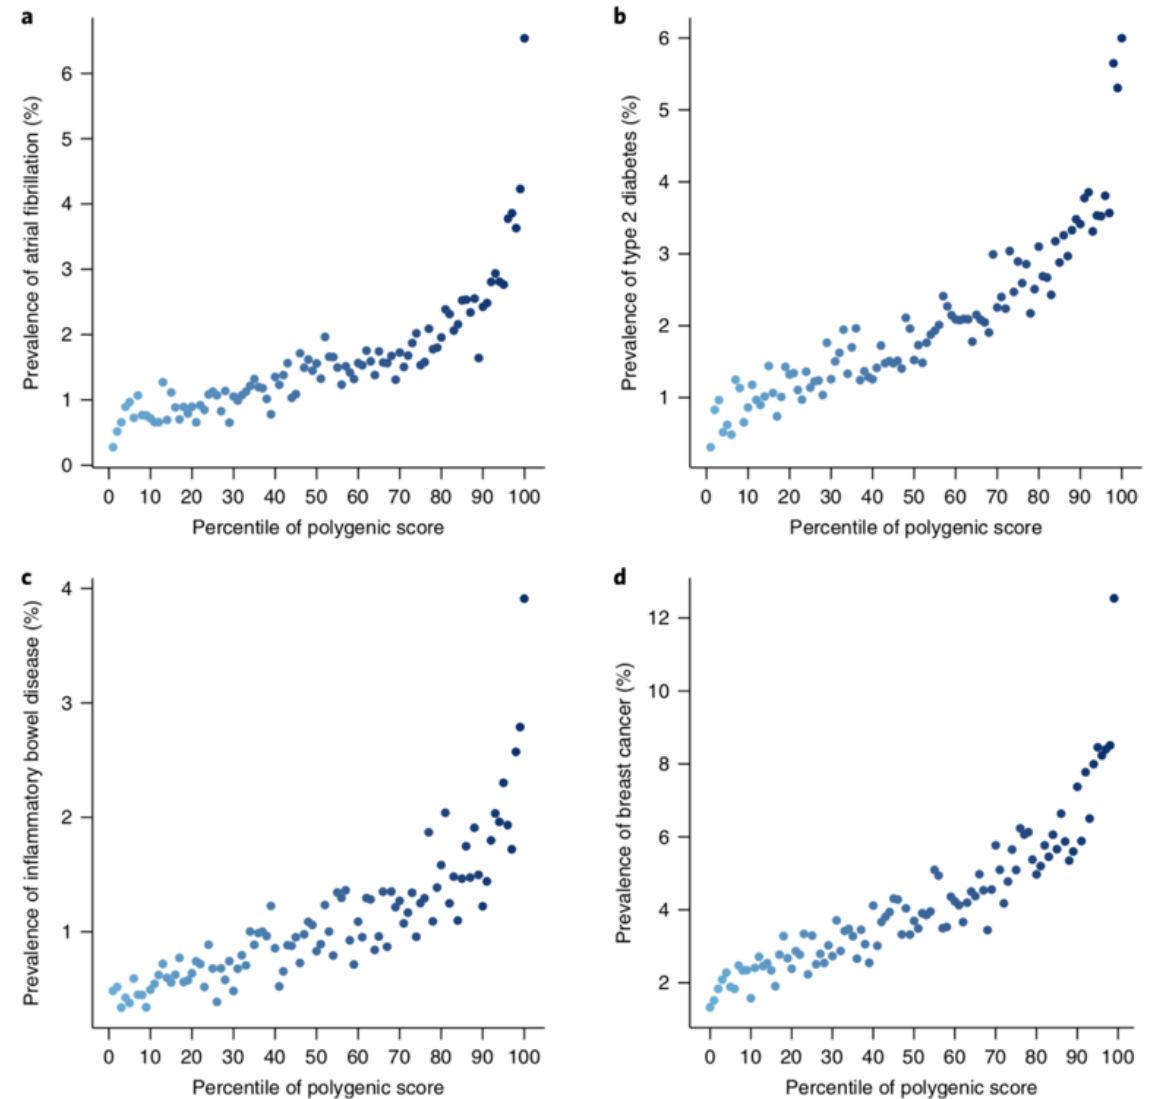 a
Prevalence of atrial fibrillation (%)
6
5
4
3
2
1
0
0 10 20 30 40 50 60 70 80 90 100
Percentile of polygenic score
b
Prevalence of type 2 diabetes (%)
6
5
4
3
2
1
0 10 20 30 40 50 60 70 80 90 100
Percentile of polygenic score
c
Prevalence of inflammatory bowel disease (%)
4
3
2
1
0 10 20 30 40 50 60 70 80 90 100
Percentile of polygenic score
d
Prevalence of breast cancer (%)
12
10
8
6
4
2
0 10 20 30 40 50 60 70 80 90 100
Percentile of polygenic score